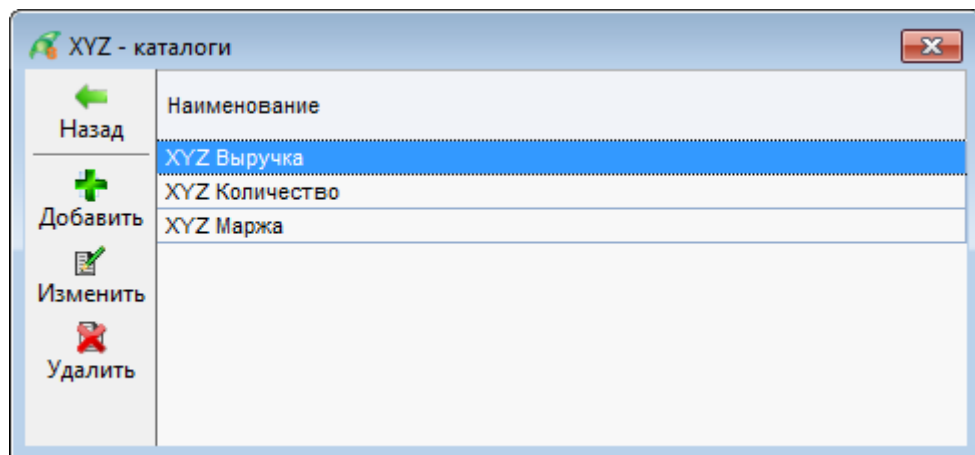 XYZ - каталоги
Назад
Добавить
Изменить
Удалить
Наименование
XYZ Выручка
XYZ Количество
XYZ Маржа